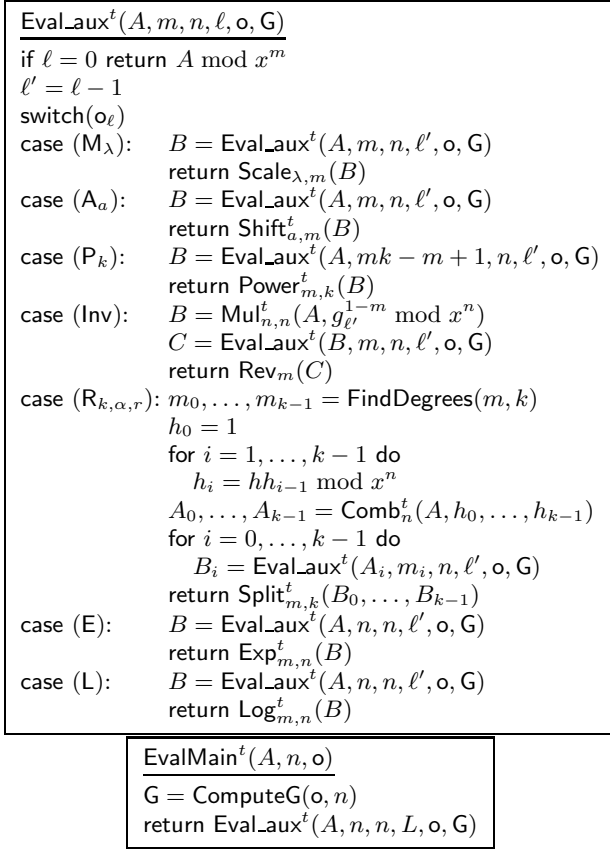 Eval_aux^t(A, m, n, ℓ, o, G)
if ℓ = 0 return A mod x^m
ℓ′ = ℓ − 1
switch(o_ℓ)
case (M_λ): B = Eval_aux^t(A, m, n, ℓ′, o, G)
return Scale_{λ,m}(B)
case (A_a): B = Eval_aux^t(A, m, n, ℓ′, o, G)
return Shift^t_{a,m}(B)
case (P_k): B = Eval_aux^t(A, mk − m + 1, n, ℓ′, o, G)
return Power^t_{m,k}(B)
case (Inv): B = Mul^t_{n,n}(A, g_{ℓ′}^{1−m} mod x^n)
C = Eval_aux^t(B, m, n, ℓ′, o, G)
return Rev_m(C)
case (R_{k,α,r}): m_0, . . . , m_{k−1} = FindDegrees(m, k)
h_0 = 1
for i = 1, . . . , k − 1 do
h_i = hh_{i−1} mod x^n
A_0, . . . , A_{k−1} = Comb^t_n(A, h_0, . . . , h_{k−1})
for i = 0, . . . , k − 1 do
B_i = Eval_aux^t(A_i, m_i, n, ℓ′, o, G)
return Split^t_{m,k}(B_0, . . . , B_{k−1})
case (E): B = Eval_aux^t(A, n, n, ℓ′, o, G)
return Exp^t_{m,n}(B)
case (L): B = Eval_aux^t(A, n, n, ℓ′, o, G)
return Log^t_{m,n}(B)
EvalMain^t(A, n, o)
G = ComputeG(o, n)
return Eval_aux^t(A, n, n, L, o, G)